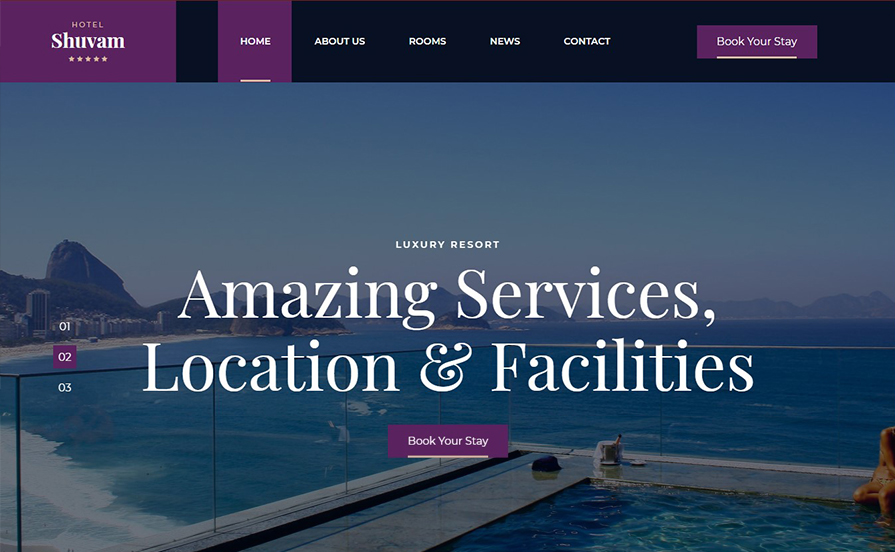 HOTEL
Shuvam
HOME
ABOUT US
ROOMS
NEWS
CONTACT
Book Your Stay
LUXURY RESORT
Amazing Services,
Location & Facilities
01
02
03
Book Your Stay